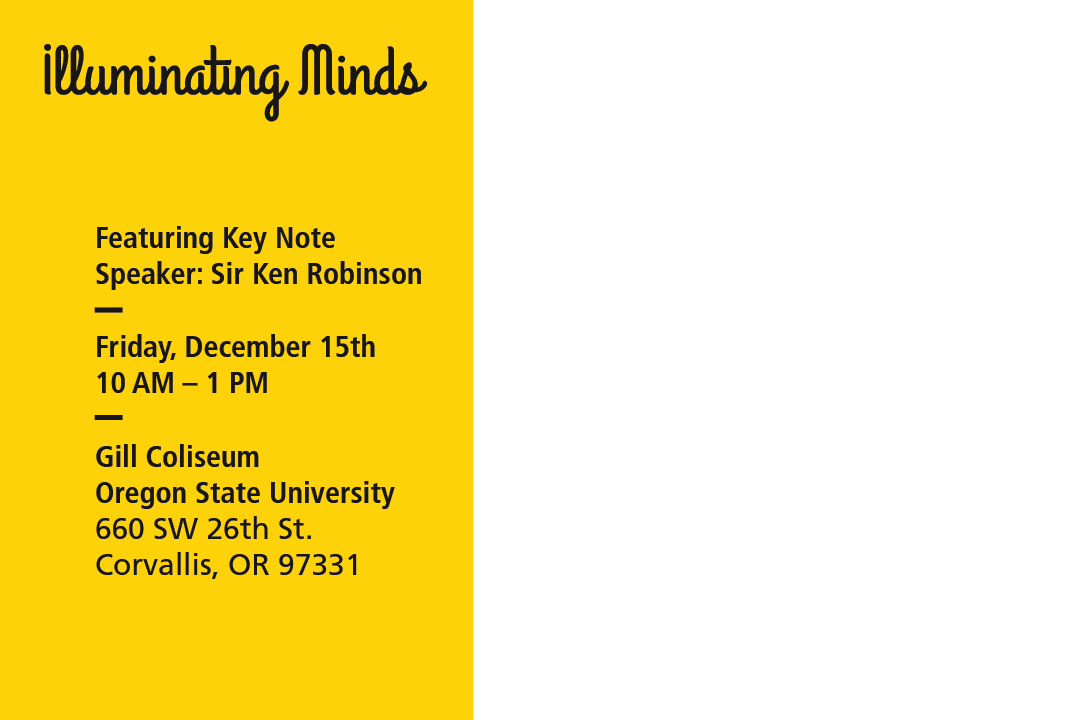 Illuminating Minds
Featuring Key Note
Speaker: Sir Ken Robinson
Friday, December 15th
10 AM – 1 PM
Gill Coliseum
Oregon State University
660 SW 26th St.
Corvallis, OR 97331